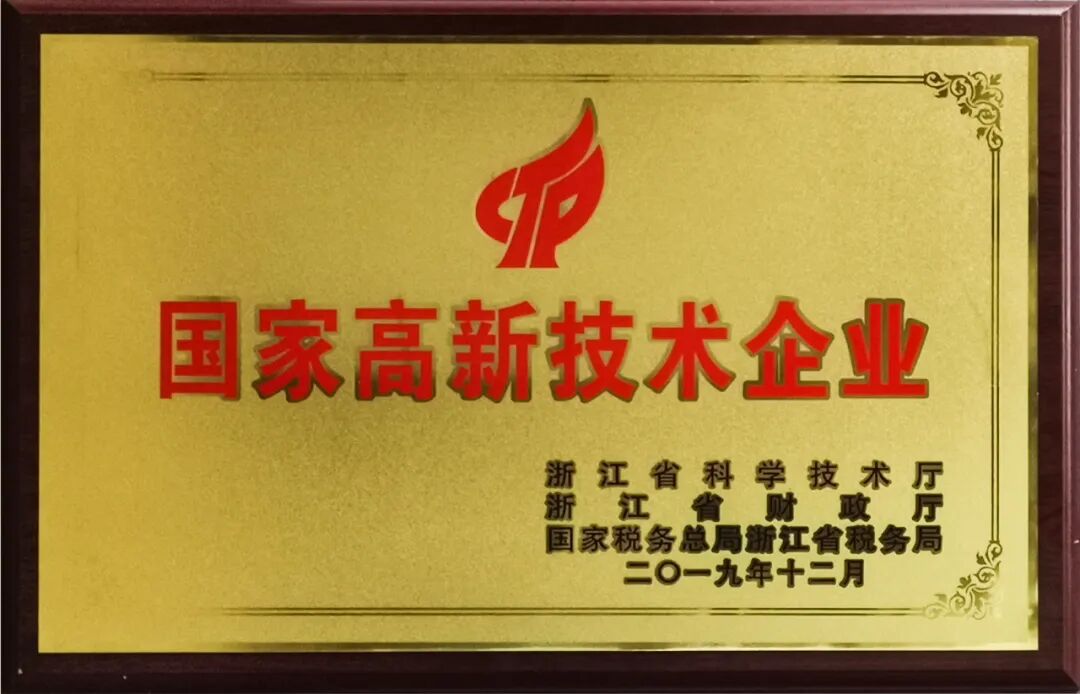 CTP
国家高新技术企业
浙江省科学技术厅
浙江省财政厅
国家税务总局浙江省税务局
二〇一九年十二月